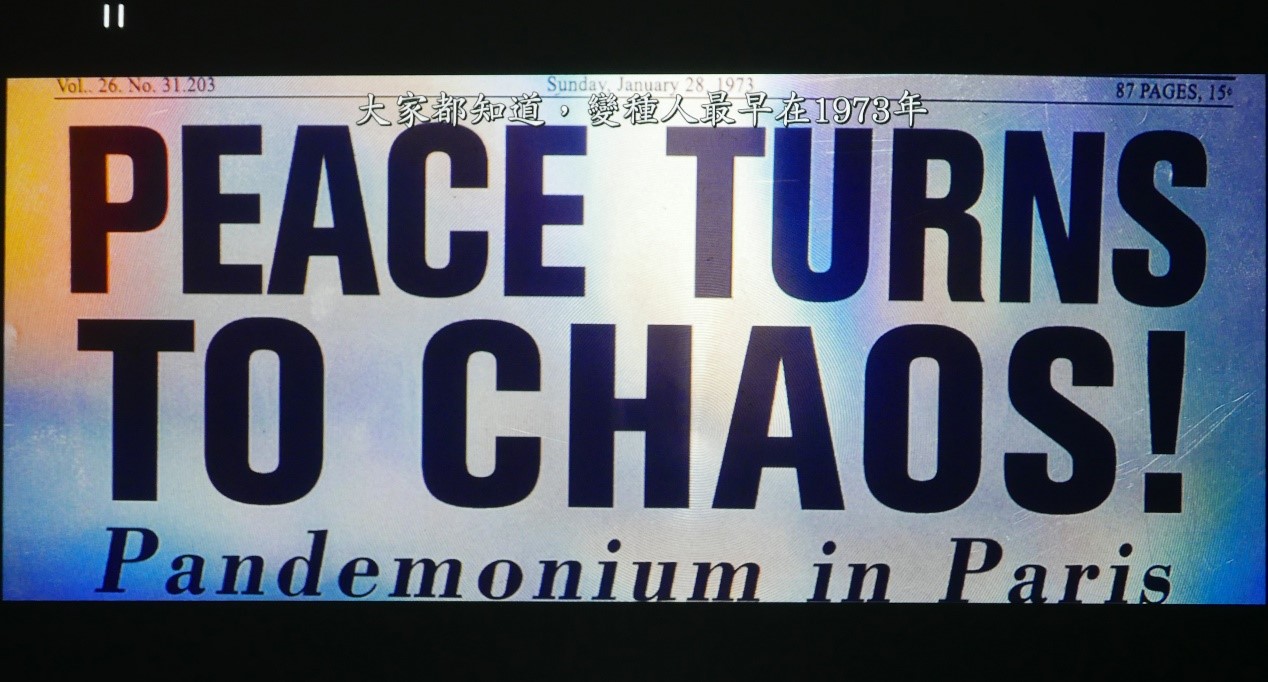 Vol.. 26. No. 31.203 Sunday, January 28, 1973 87 PAGES, 15¢
大家都知道，變種人最早在1973年
PEACE TURNS
TO CHAOS!
Pandemonium in Paris